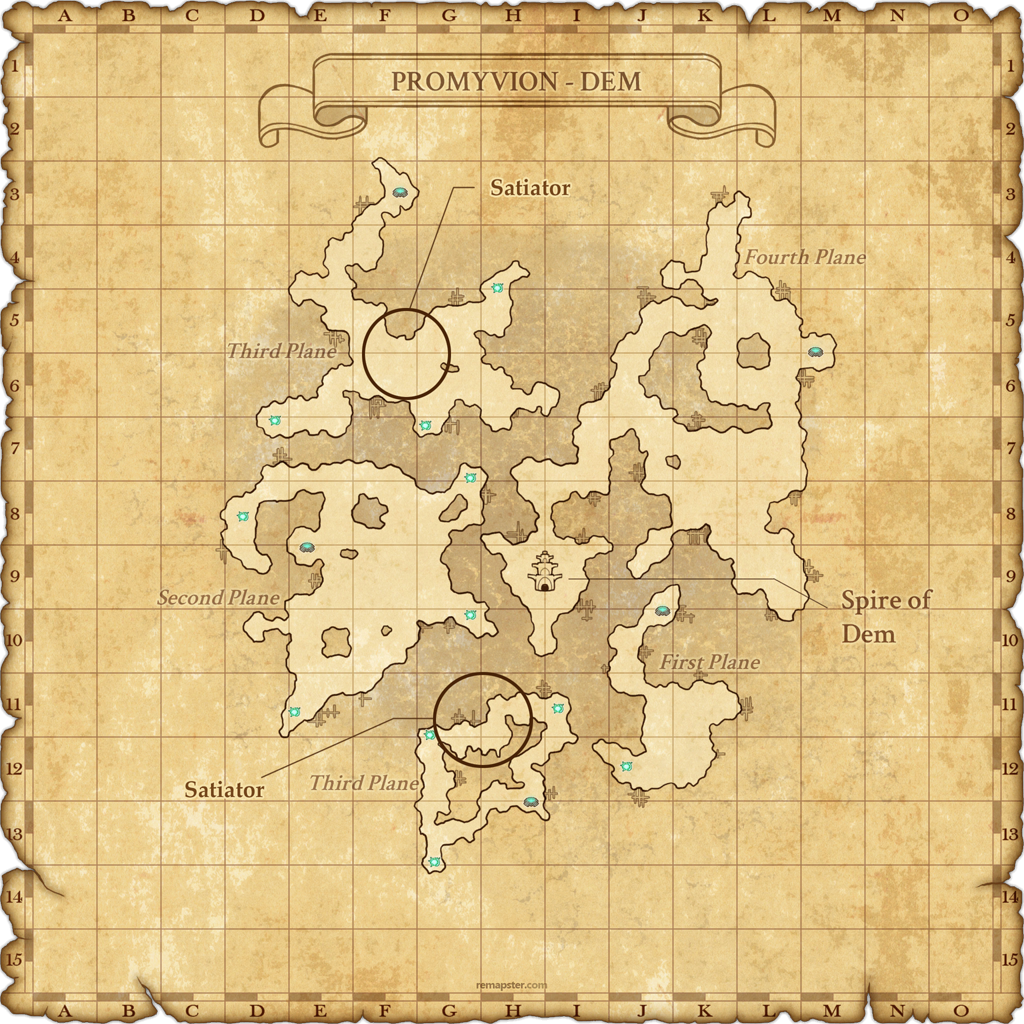 A B C D E F G H I J K L M N O
1 1
PROMYVION - DEM
2 2
3 3
Satiator
4 4
Fourth Plane
5 5
Third Plane
6 6
7 7
8 8
9 9
Second Plane
Spire of
Dem
10 10
First Plane
11 11
12 12
Third Plane
Satiator
13 13
14 14
15 15
remapster.com
A B C D E F G H I J K L M N O